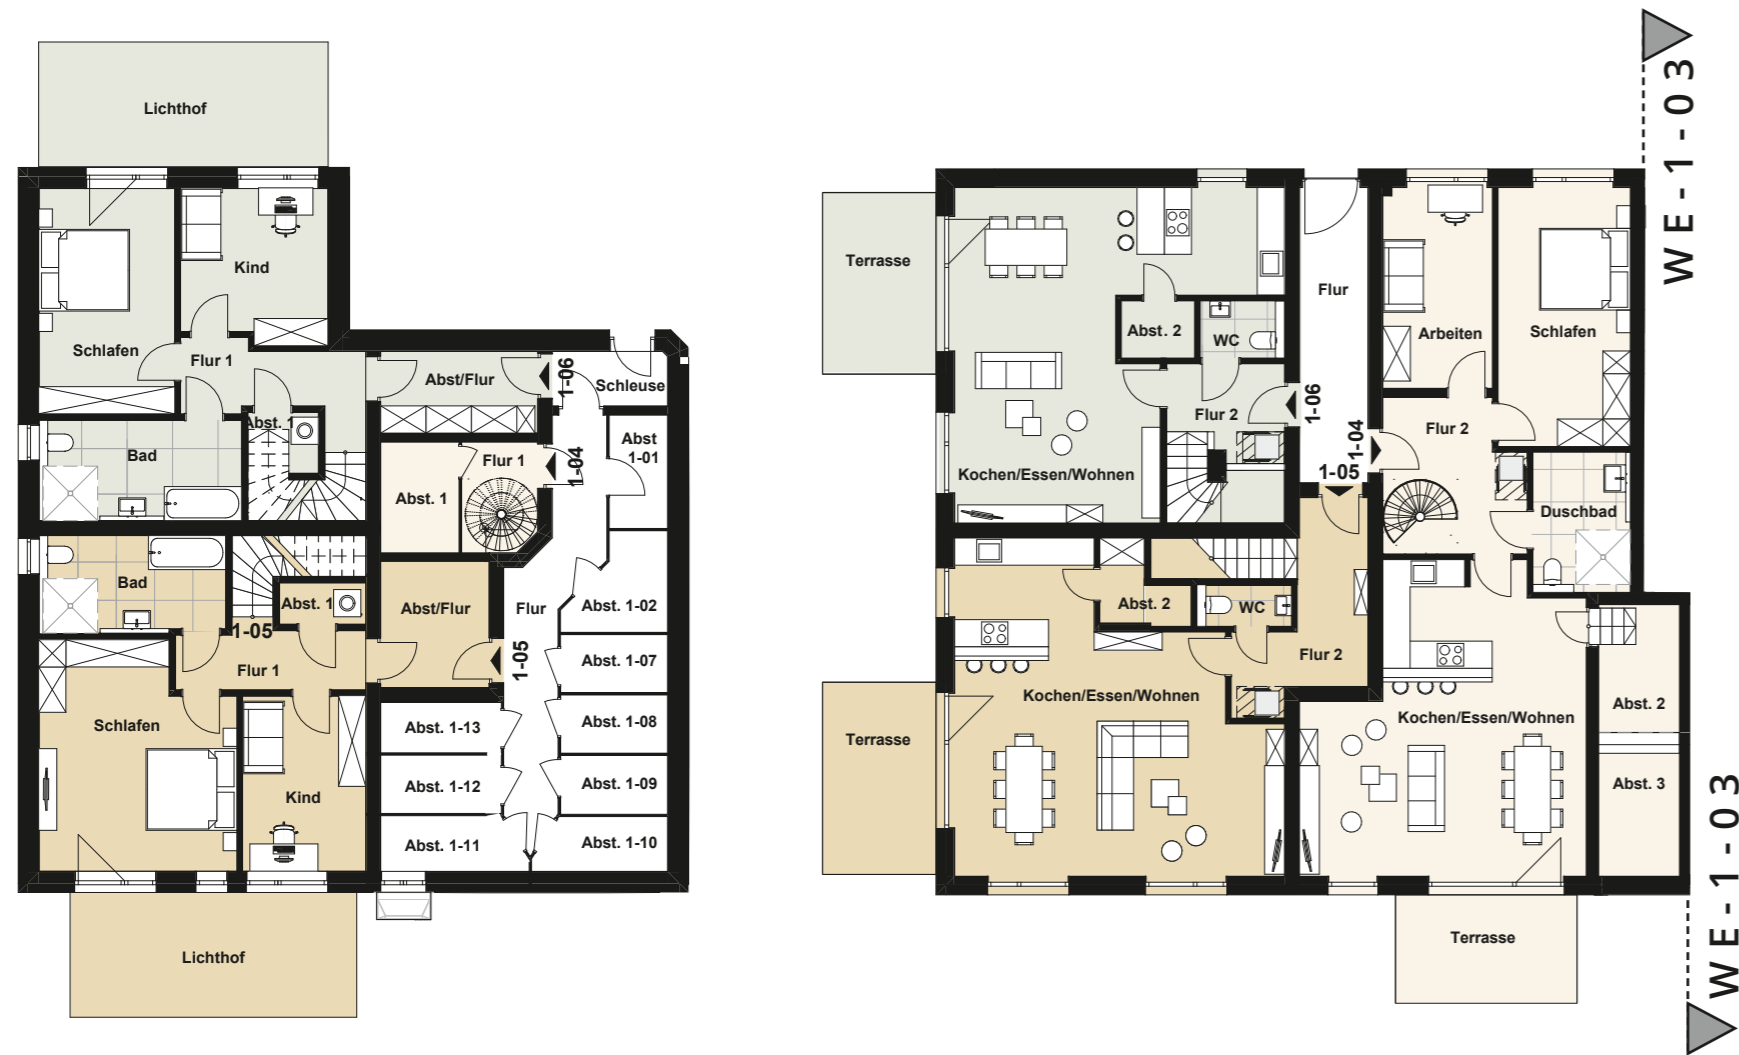 Lichthof
Kind
Schlafen
Flur 1
Abst/Flur
1-06
Schleuse
Abst. 1
Bad
Flur 1
1-04
Abst
1-01
Abst. 1
Bad
Abst. 1
1-05
Abst/Flur
Flur
Abst. 1-02
1-05
Flur 1
Abst. 1-07
Schlafen
Abst. 1-13
Abst. 1-08
Kind
Abst. 1-12
Abst. 1-09
Abst. 1-11
Abst. 1-10
Lichthof
WE-1-03
Terrasse
Flur
Abst. 2
WC
Arbeiten
Schlafen
Flur 2
1-06
1-04
Flur 2
Kochen/Essen/Wohnen
1-05
Duschbad
Abst. 2
WC
Flur 2
Kochen/Essen/Wohnen
Kochen/Essen/Wohnen
Abst. 2
Terrasse
Abst. 3
Terrasse
WE-1-03